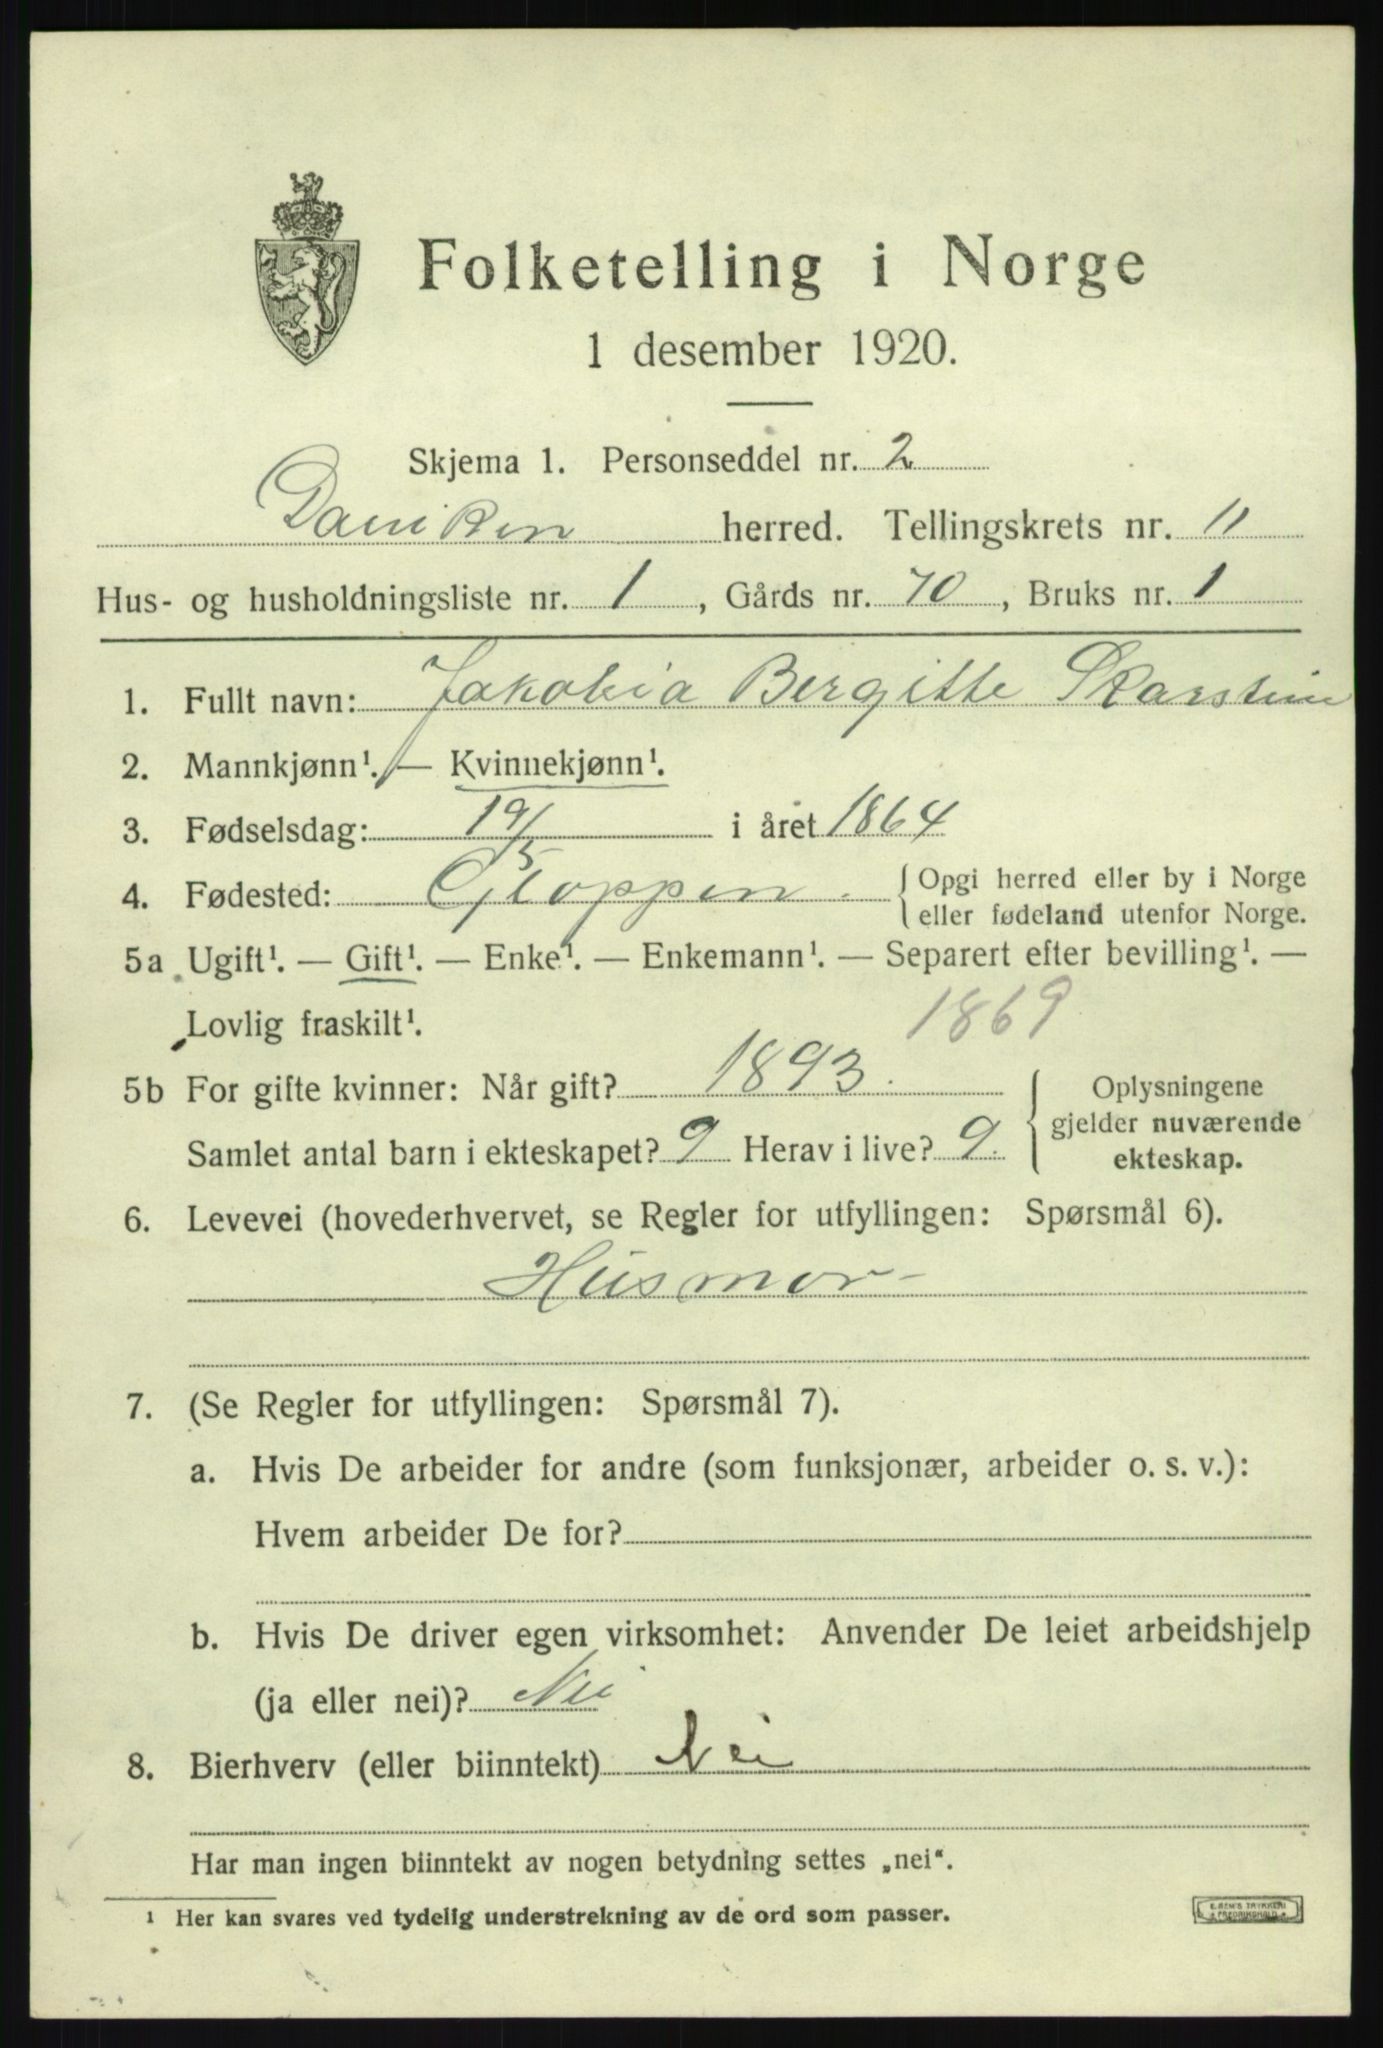 Folketelling i Norge
1 desember 1920.
Skjema 1. Personseddel nr. 2
Daviken herred. Tellingskrets nr. 11
Hus- og husholdningsliste nr. 1, Gårds nr. 70, Bruks nr. 1
1. Fullt navn: Jakobia Bergitte Skarstein
2. Mannkjønn¹. — Kvinnekjønn¹.
3. Fødselsdag: 19/5 i året 1864
4. Fødested: Gloppen. {Opgi herred eller by i Norge
eller fødeland utenfor Norge.
5a Ugift¹. — Gift¹. — Enke¹. — Enkemann¹. — Separert efter bevilling¹. —
Lovlig fraskilt¹. 1869
5b For gifte kvinner: Når gift? 1893. {Oplysningene
gjelder nuværende
ekteskap.
Samlet antal barn i ekteskapet? 9 Herav i live? 9.
6. Levevei (hovederhvervet, se Regler for utfyllingen: Spørsmål 6).
Husmor
7. (Se Regler for utfyllingen: Spørsmål 7).
a. Hvis De arbeider for andre (som funksjonær, arbeider o. s. v.):
Hvem arbeider De for?
b. Hvis De driver egen virksomhet: Anvender De leiet arbeidshjelp
(ja eller nei)? Nei
8. Bierhverv (eller biinntekt) Nei
Har man ingen biinntekt av nogen betydning settes „nei“.
¹ Her kan svares ved tydelig understrekning av de ord som passer.